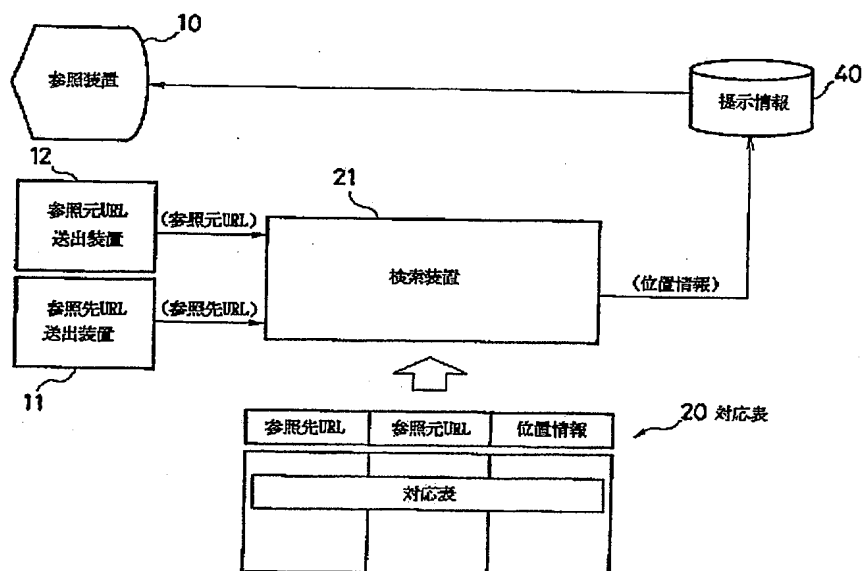 10
参照装置
40
提示情報
12
参照元URL
送出装置
(参照元URL)
21
検索装置
(位置情報)
参照先URL
送出装置
(参照先URL)
11
20 対応表
参照先URL 参照元URL 位置情報
対応表